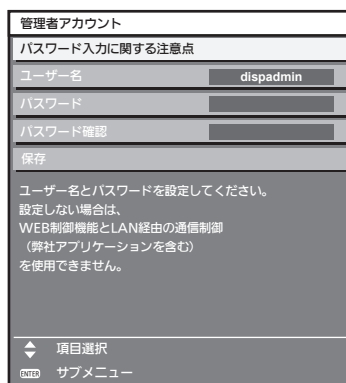 管理者アカウント
パスワード入力に関する注意点
ユーザー名 dispadmin
パスワード
パスワード確認
保存
ユーザー名とパスワードを設定してください。
設定しない場合は、
WEB制御機能とLAN経由の通信制御
(弊社アプリケーションを含む)
を使用できません。
項目選択
ENTER サブメニュー